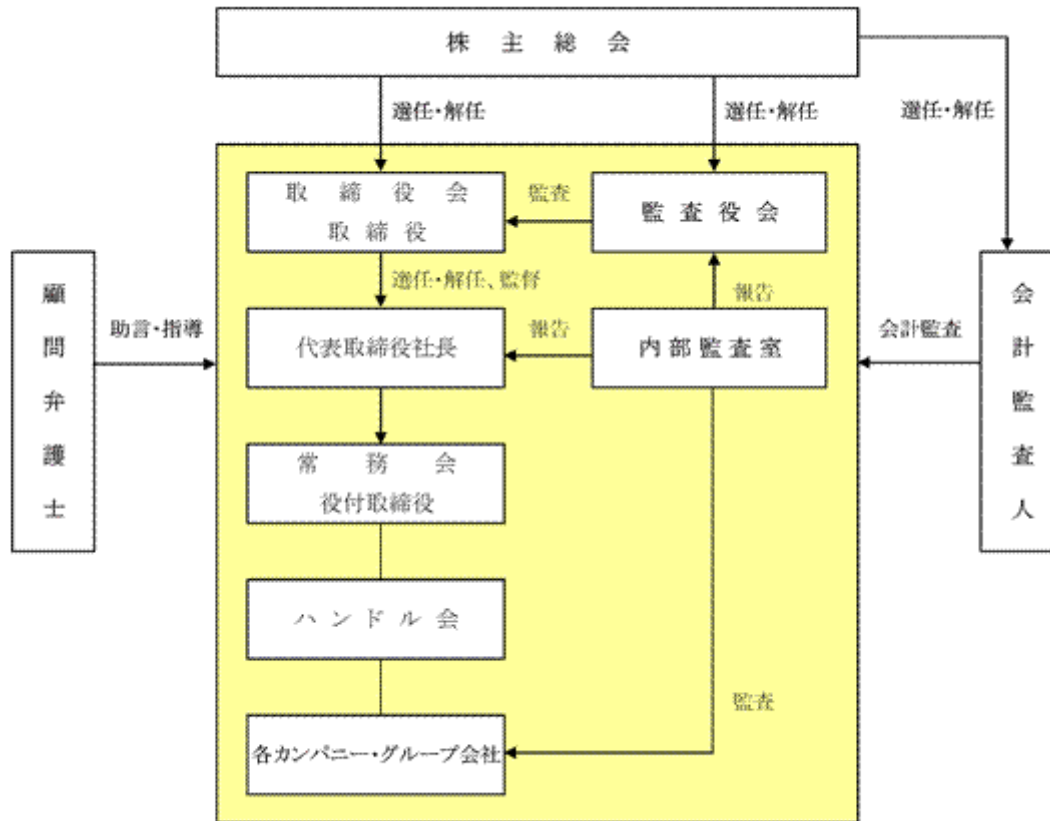 株主総会
選任・解任
選任・解任
選任・解任
取締役会
取締役
監査
監査役会
選任・解任、監督
報告
顧問弁護士
助言・指導
代表取締役社長
報告
内部監査室
会計監査
会計監査人
常務会
役付取締役
ハンドル会
監査
各カンパニー・グループ会社